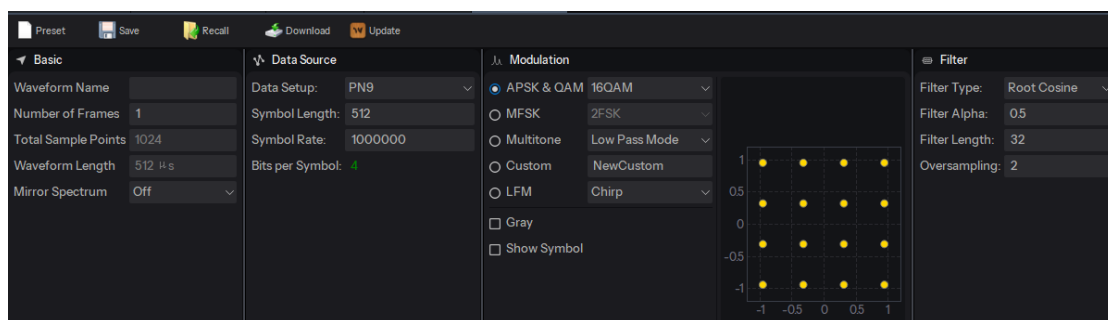 Preset Save Recall Download Update
Basic
Waveform Name
Number of Frames 1
Total Sample Points 1024
Waveform Length 512 μs
Mirror Spectrum Off
Data Source
Data Setup: PN9
Symbol Length: 512
Symbol Rate: 1000000
Bits per Symbol: 4
Modulation
APSK & QAM 16QAM
MFSK 2FSK
Multitone Low Pass Mode
Custom NewCustom
LFM Chirp
Gray
Show Symbol
1
0.5
0
-0.5
-1
-1 -0.5 0 0.5 1
Filter
Filter Type: Root Cosine
Filter Alpha: 0.5
Filter Length: 32
Oversampling: 2